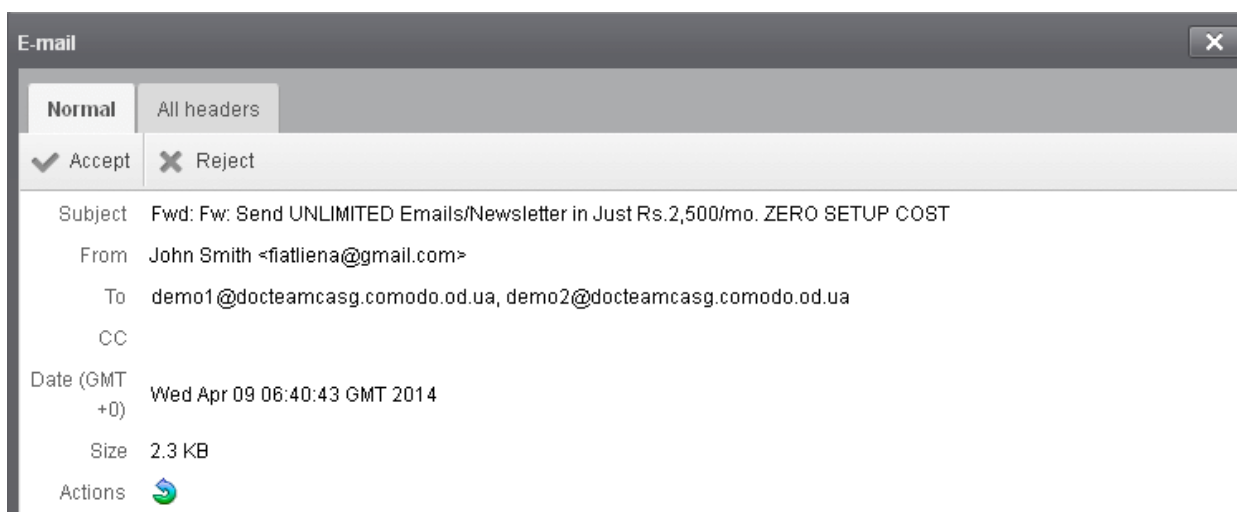 E-mail
Normal All headers
Accept Reject
Subject Fwd: Fw: Send UNLIMITED Emails/Newsletter in Just Rs.2,500/mo. ZERO SETUP COST
From John Smith <fiatliena@gmail.com>
To demo1@docteamcasg.comodo.od.ua, demo2@docteamcasg.comodo.od.ua
CC
Date (GMT
+0) Wed Apr 09 06:40:43 GMT 2014
Size 2.3 KB
Actions